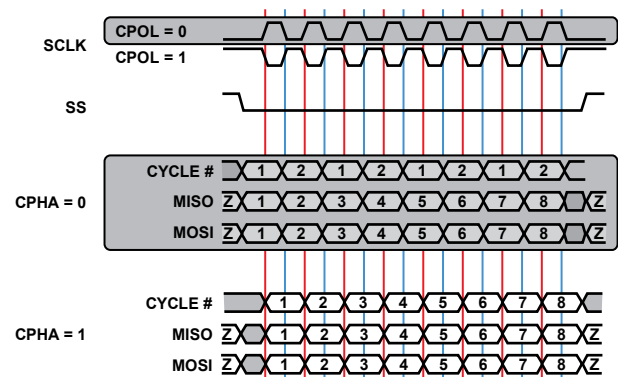 SCLK
CPOL = 0
CPOL = 1
SS
CPHA = 0
CYCLE # 1 2 1 2 1 2 1 2
MISO Z 1 2 3 4 5 6 7 8 Z
MOSI Z 1 2 3 4 5 6 7 8 Z
CPHA = 1
CYCLE # 1 2 3 4 5 6 7 8
MISO Z 1 2 3 4 5 6 7 8 Z
MOSI Z 1 2 3 4 5 6 7 8 Z